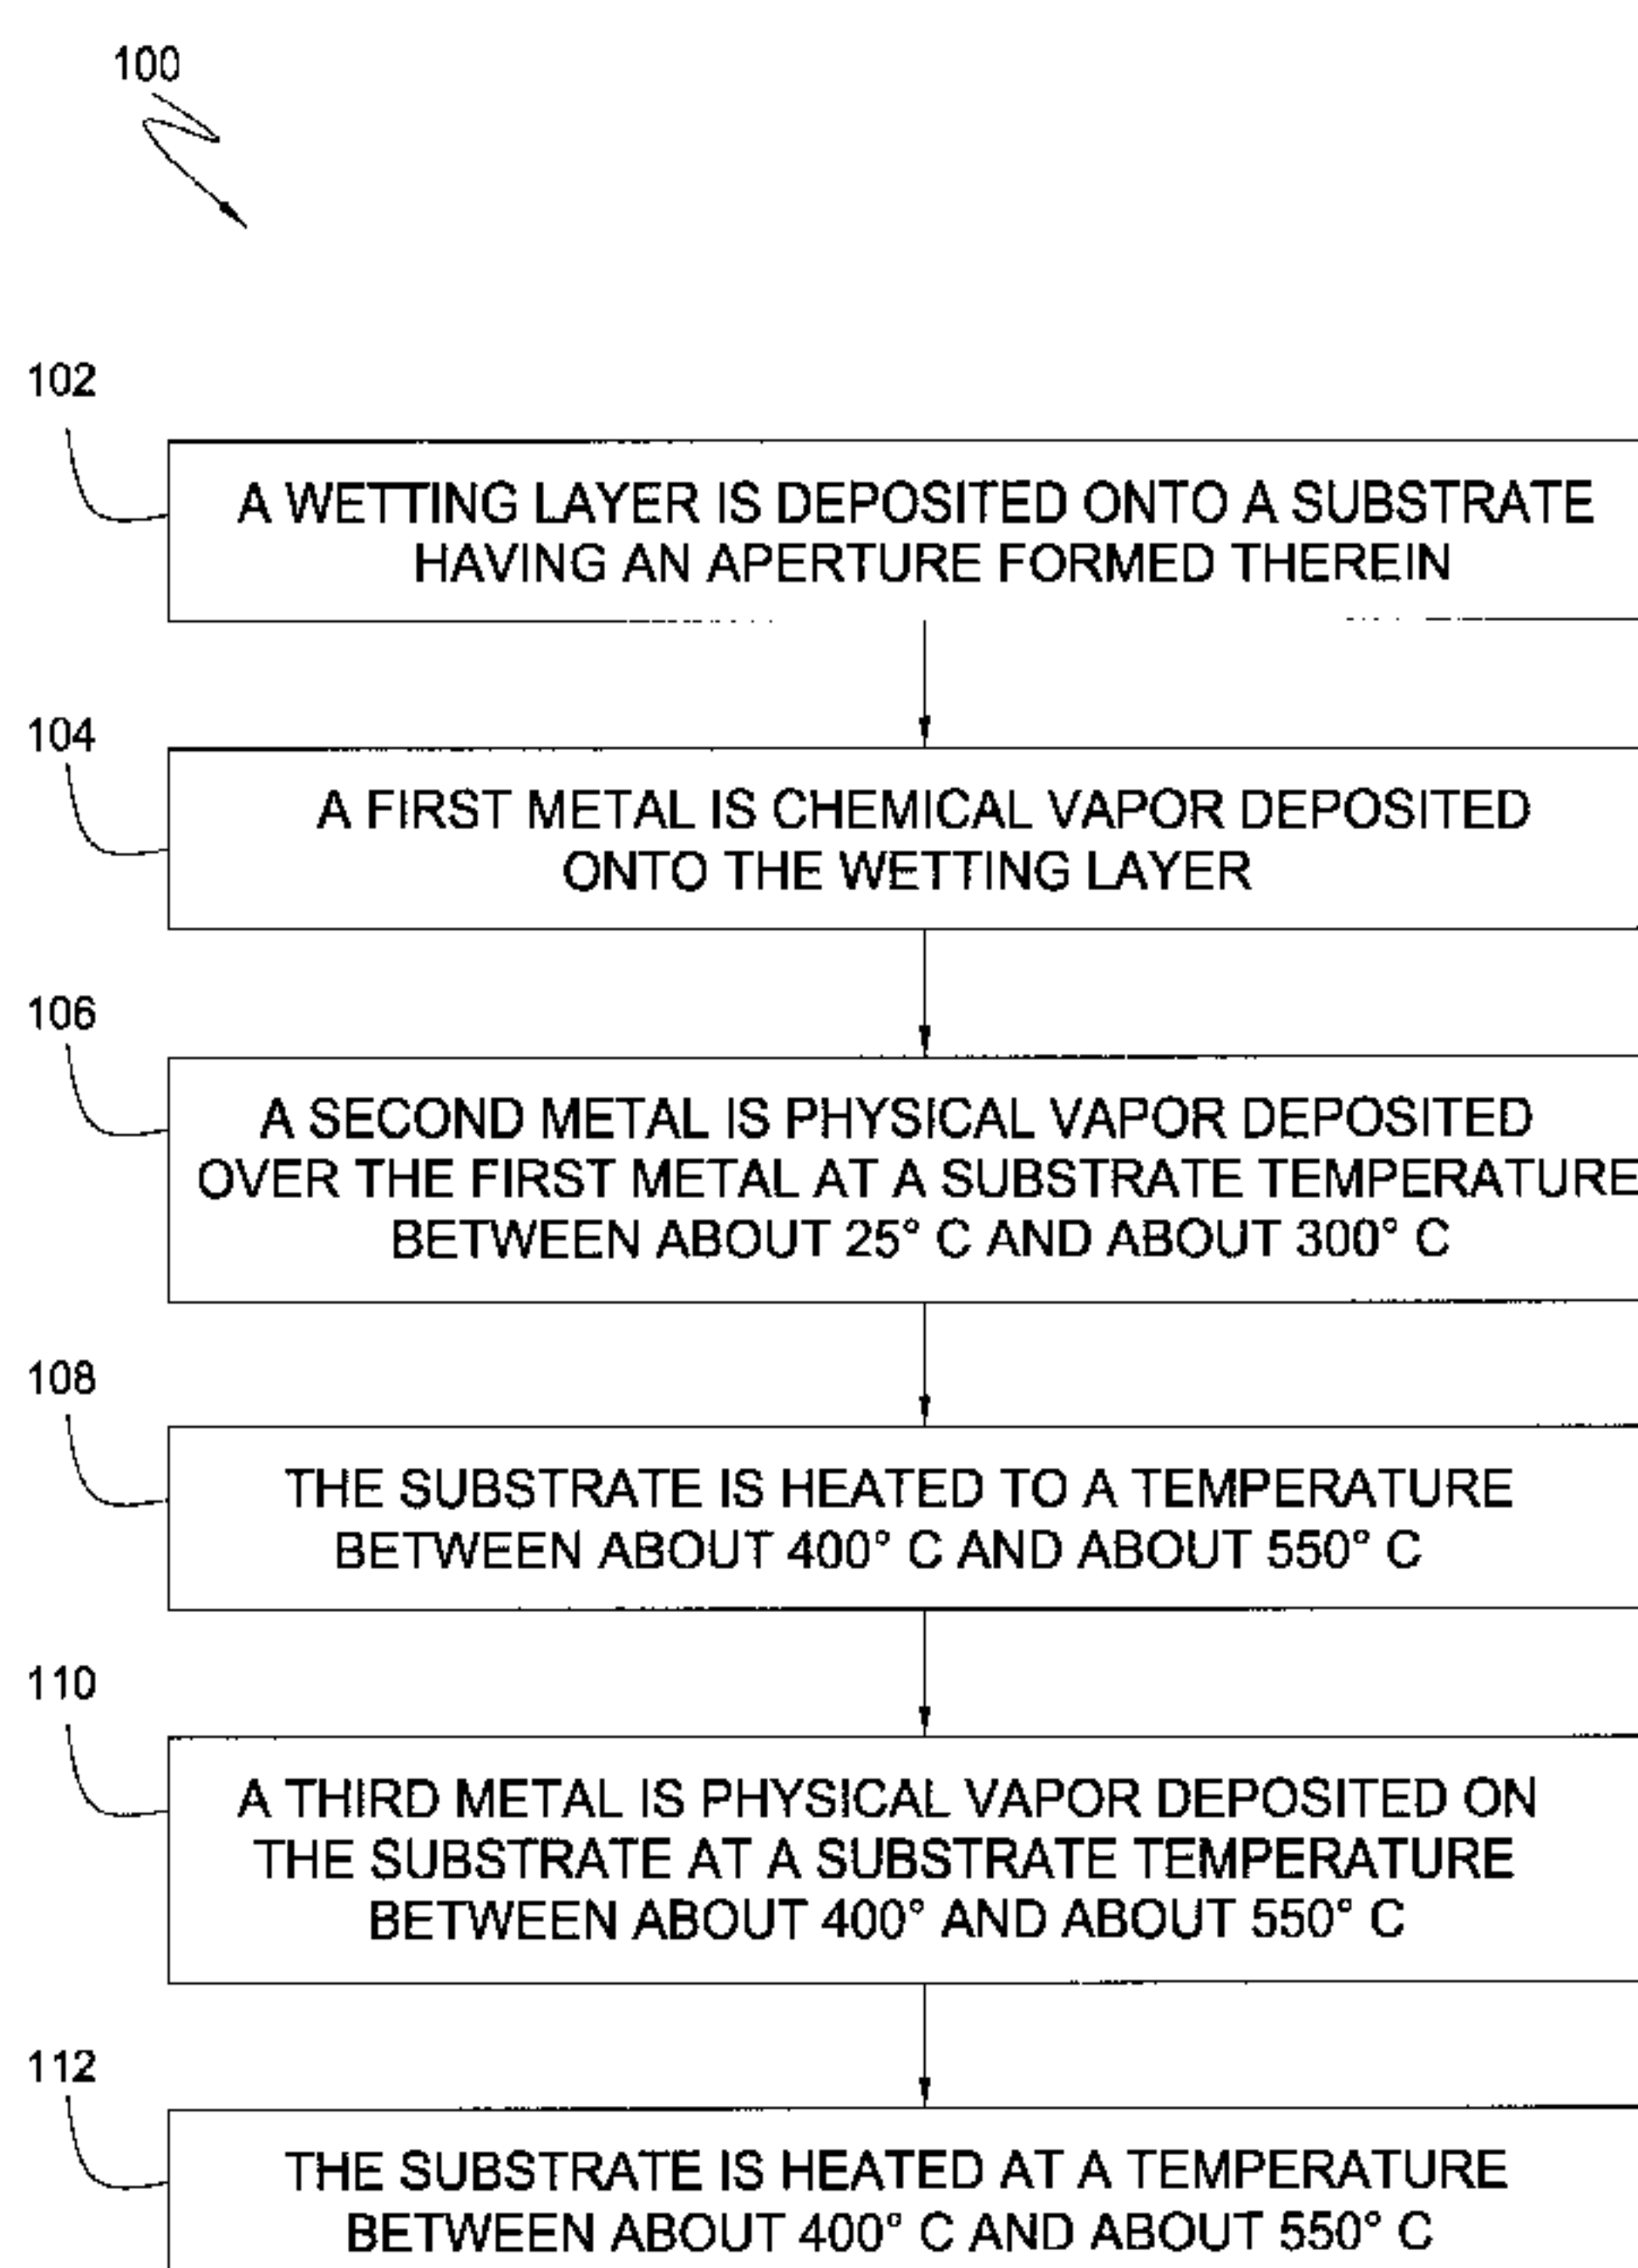 100
102
A WETTING LAYER IS DEPOSITED ONTO A SUBSTRATE
HAVING AN APERTURE FORMED THEREIN
104
A FIRST METAL IS CHEMICAL VAPOR DEPOSITED
ONTO THE WETTING LAYER
106
A SECOND METAL IS PHYSICAL VAPOR DEPOSITED
OVER THE FIRST METAL AT A SUBSTRATE TEMPERATURE
BETWEEN ABOUT 25° C AND ABOUT 300° C
108
THE SUBSTRATE IS HEATED TO A TEMPERATURE
BETWEEN ABOUT 400° C AND ABOUT 550° C
110
A THIRD METAL IS PHYSICAL VAPOR DEPOSITED ON
THE SUBSTRATE AT A SUBSTRATE TEMPERATURE
BETWEEN ABOUT 400° AND ABOUT 550° C
112
THE SUBSTRATE IS HEATED AT A TEMPERATURE
BETWEEN ABOUT 400° C AND ABOUT 550° C